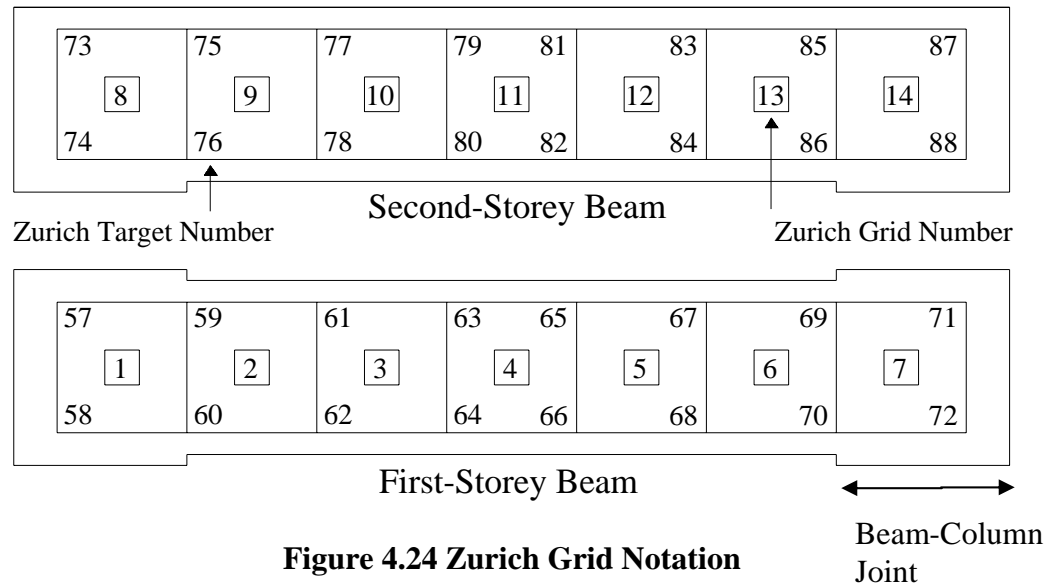 73 75 77 79 81 83 85 87
8 9 10 11 12 13 14
74 76 78 80 82 84 86 88
Second-Storey Beam
Zurich Target Number Zurich Grid Number
57 59 61 63 65 67 69 71
1 2 3 4 5 6 7
58 60 62 64 66 68 70 72
First-Storey Beam
Beam-Column
Joint
Figure 4.24 Zurich Grid Notation